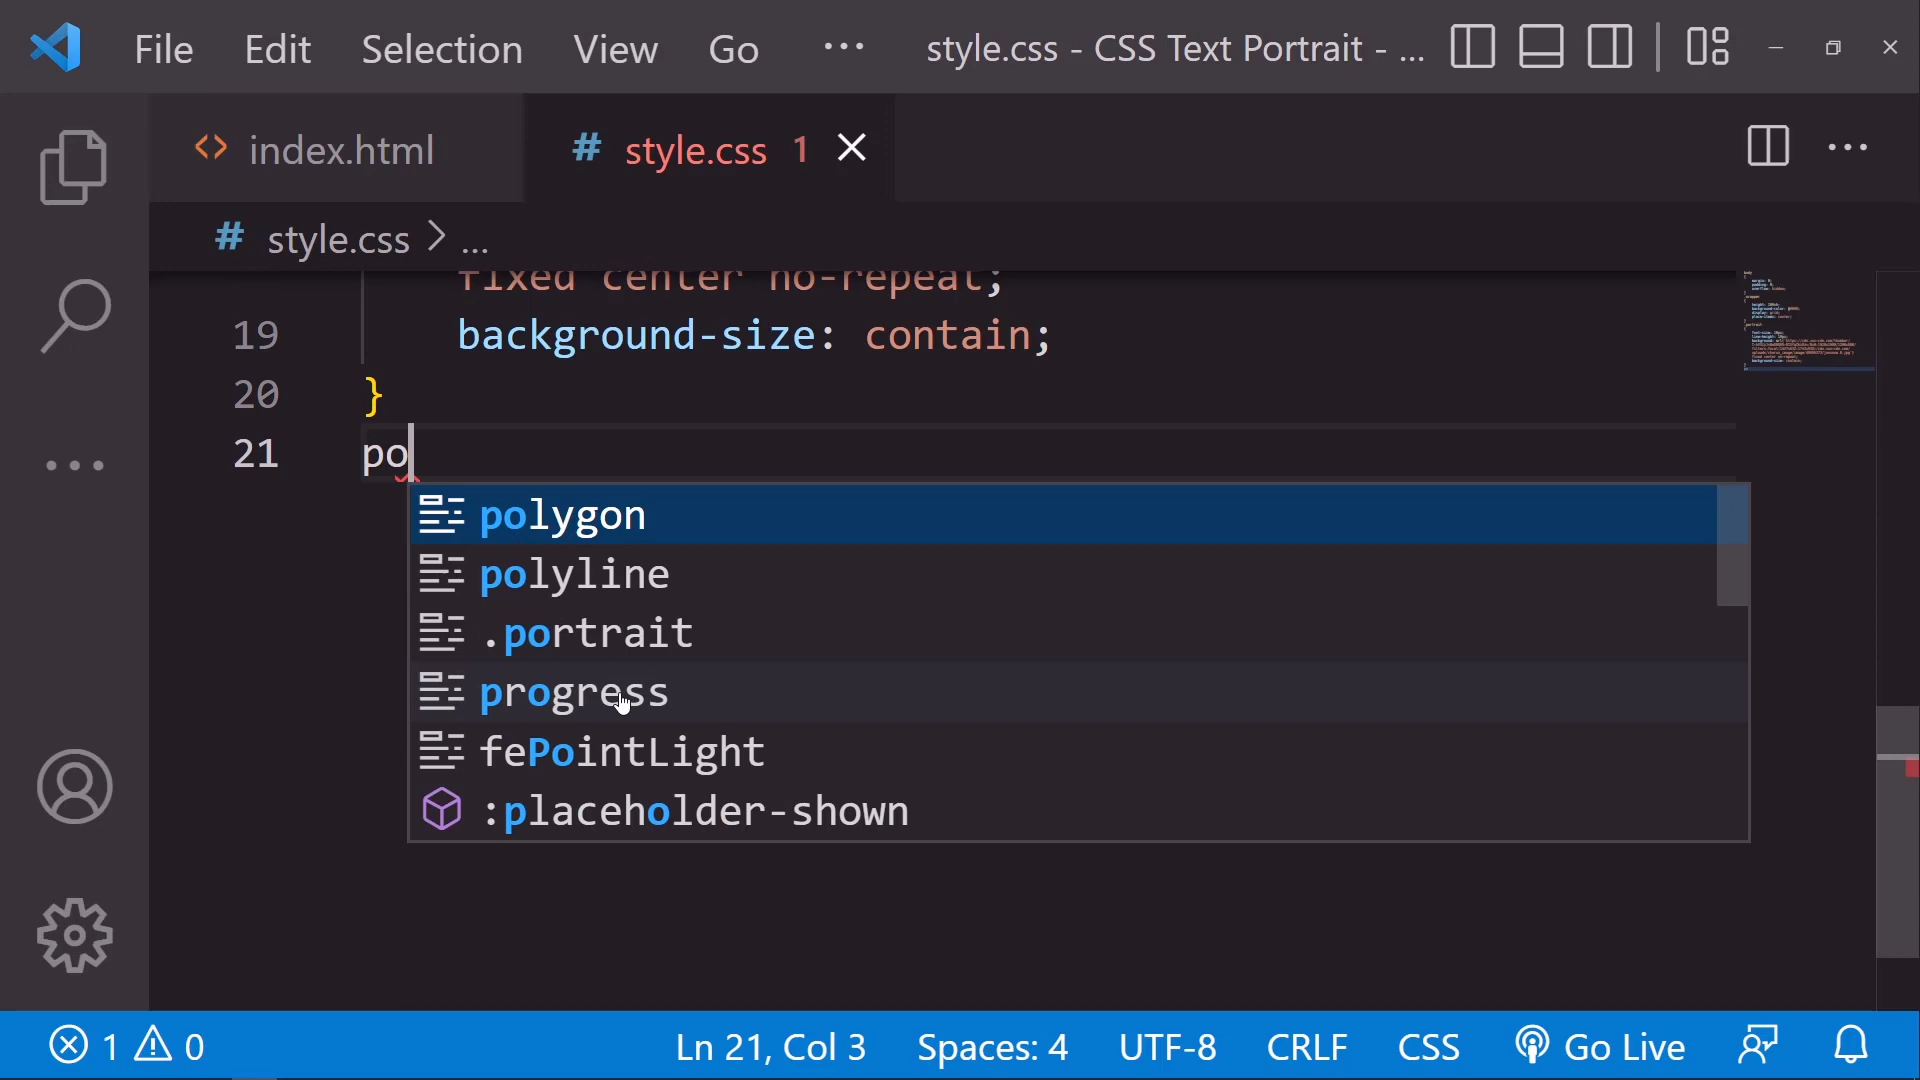 File Edit Selection View Go ··· style.css - CSS Text Portrait - ...
<> index.html # style.css 1
# style.css > ...
fixed center no-repeat;
19 background-size: contain;
20 }
21 po
polygon
polyline
.portrait
progress
fePointLight
:placeholder-shown
1 0 Ln 21, Col 3 Spaces: 4 UTF-8 CRLF CSS Go Live